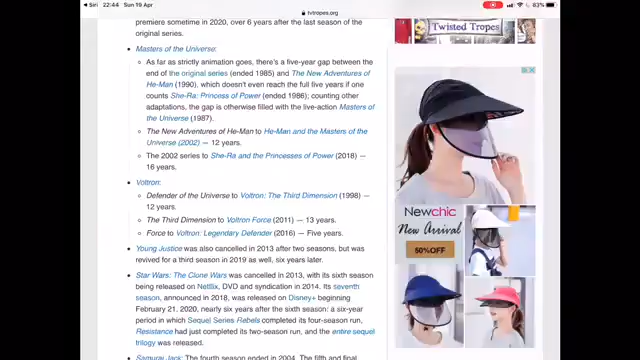 Siri 22:44 Sun 19 Apr
83%
tvtropes.org
premiere sometime in 2020, over 6 years after the last season of the
original series.
Masters of the Universe:
As far as strictly animation goes, there's a five-year gap between the
end of the original series (ended 1985) and The New Adventures of
He-Man (1990), which doesn't even reach the full five years if one
counts She-Ra: Princess of Power (ended 1986); counting other
adaptations, the gap is otherwise filled with the live-action Masters of
the Universe (1987).
The New Adventures of He-Man to He-Man and the Masters of the
Universe (2002) — 12 years.
The 2002 series to She-Ra and the Princesses of Power (2018) —
16 years.
Voltron:
Defender of the Universe to Voltron: The Third Dimension (1998) —
12 years.
The Third Dimension to Voltron Force (2011) — 13 years.
Force to Voltron: Legendary Defender (2016) — Five years.
Young Justice was also cancelled in 2013 after two seasons, but was
revived for a third season in 2019 as well, six years later.
Star Wars: The Clone Wars was cancelled in 2013, with its sixth season
being released on Netflix, DVD and syndication in 2014. Its seventh
season, announced in 2018, was released on Disney+ beginning
February 21, 2020, nearly six years after the sixth season: a six-year
period in which Sequel Series Rebels completed its four-season run,
Resistance had just completed its two-season run, and the entire sequel
trilogy was released.
Samurai Jack: The fourth season ended in 2004. The fifth and final
Twisted Tropes
Newchic
New Arrival
50%OFF